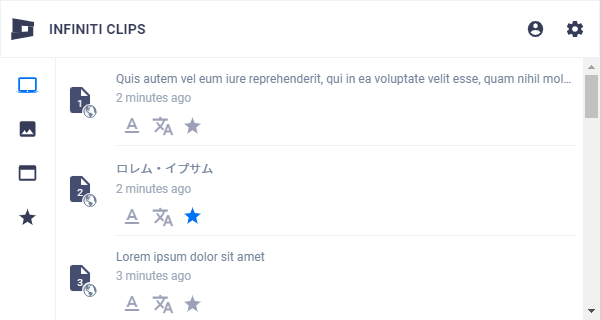 INFINITI CLIPS
Quis autem vel eum iure reprehenderit, qui in ea voluptate velit esse, quam nihil mol...
1
2 minutes ago
ロレム・イプサム
2
2 minutes ago
Lorem ipsum dolor sit amet
3
3 minutes ago